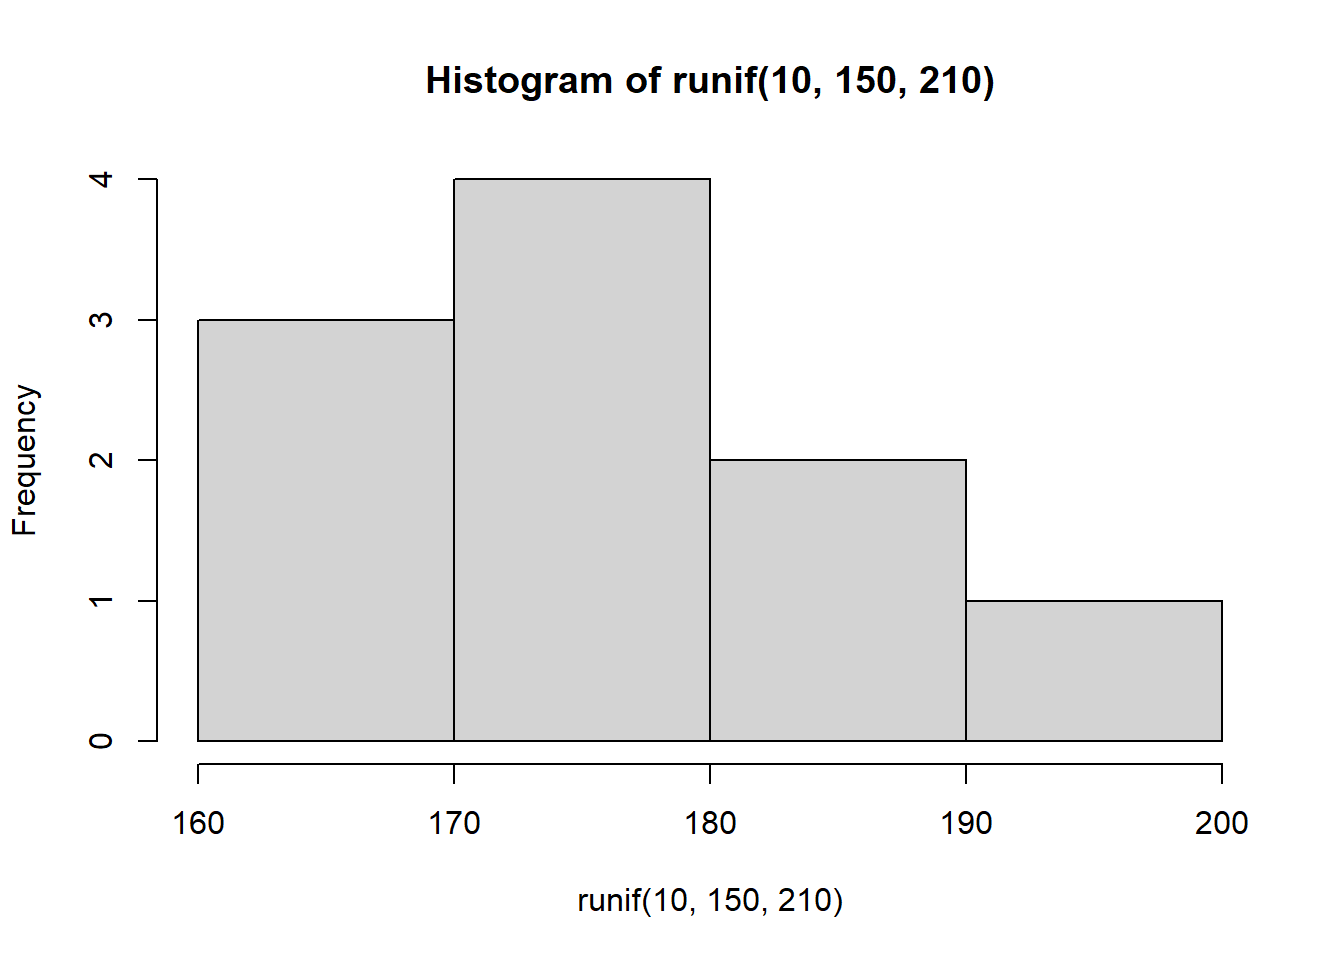 Histogram of runif(10, 150, 210)
Frequency
4
3
2
1
0
160 170 180 190 200
runif(10, 150, 210)